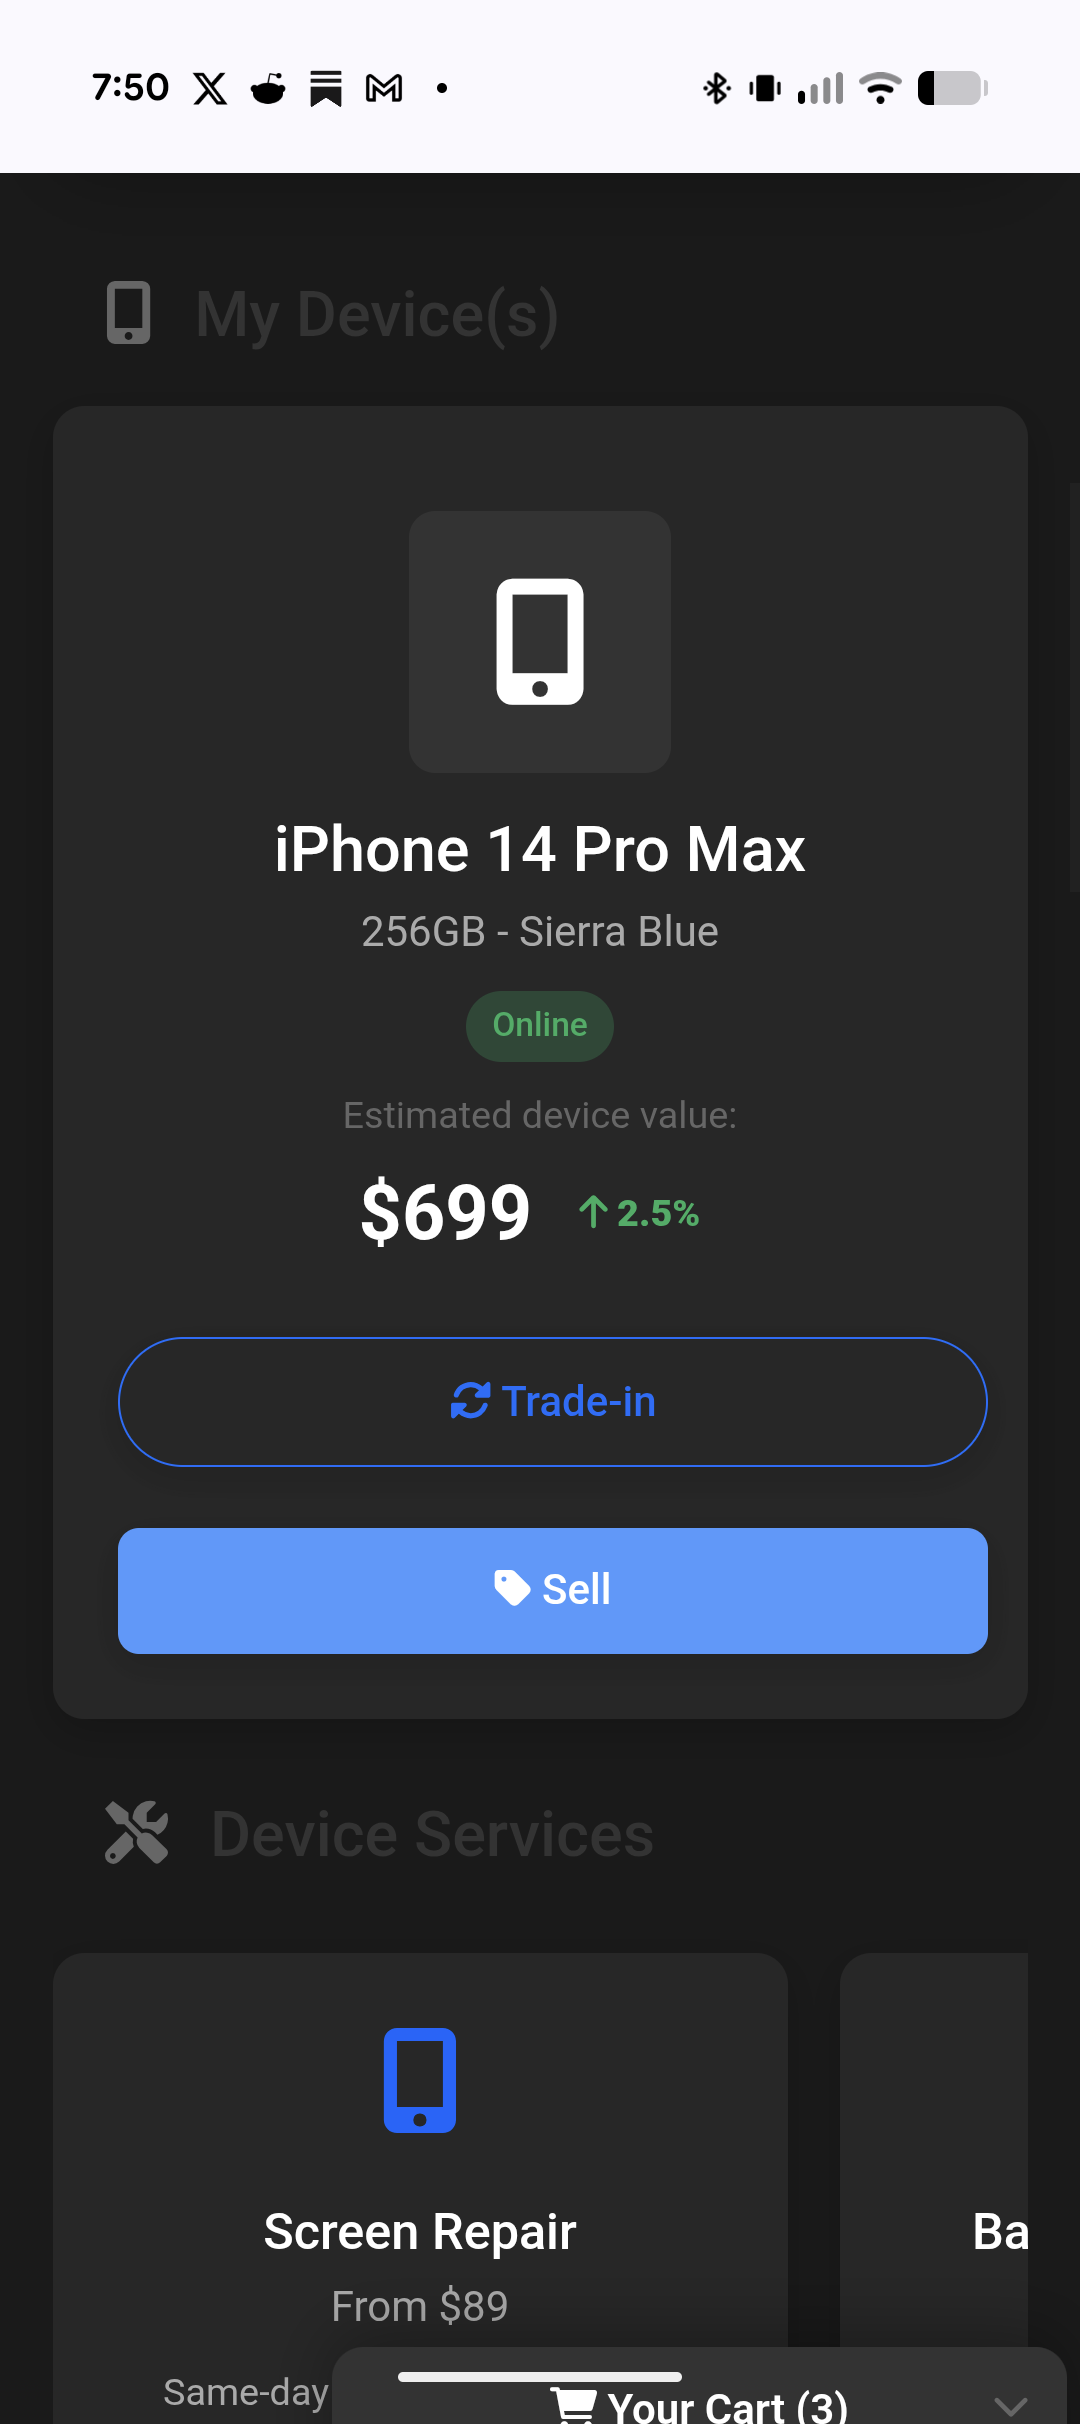 7:50
My Device(s)
iPhone 14 Pro Max
256GB - Sierra Blue
Online
Estimated device value:
$699 2.5%
Trade-in
Sell
Device Services
Screen Repair
Ba
From $89
Same-day
Your Cart (3)